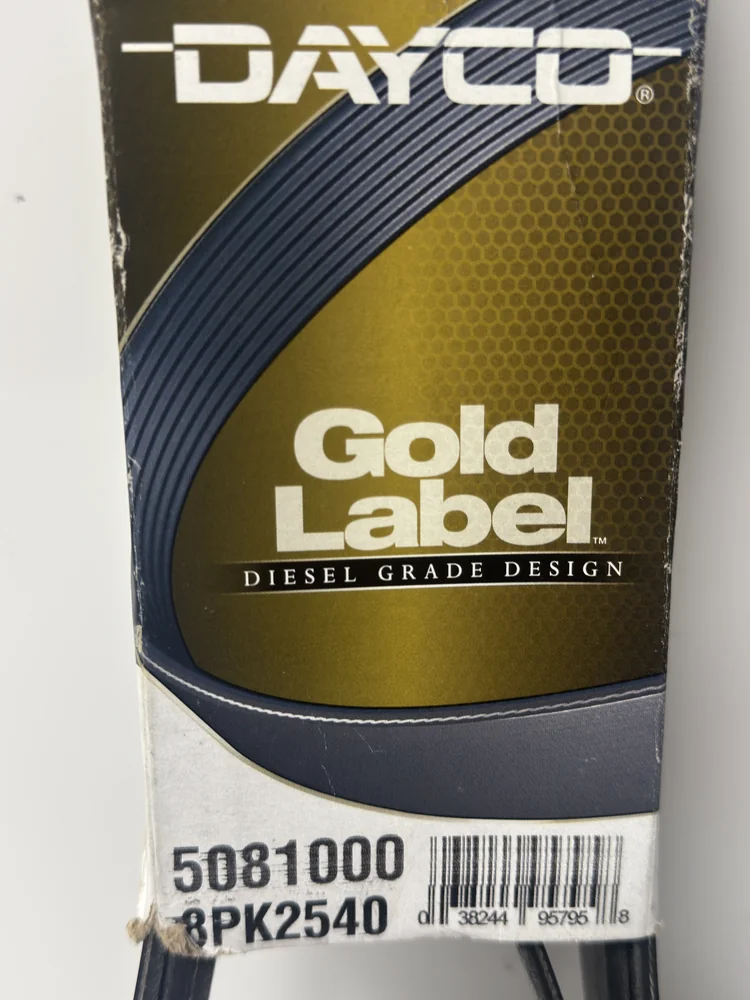 DAYCO®
Gold
Label™
DIESEL GRADE DESIGN
5081000
8PK2540
0 38244 95795 8